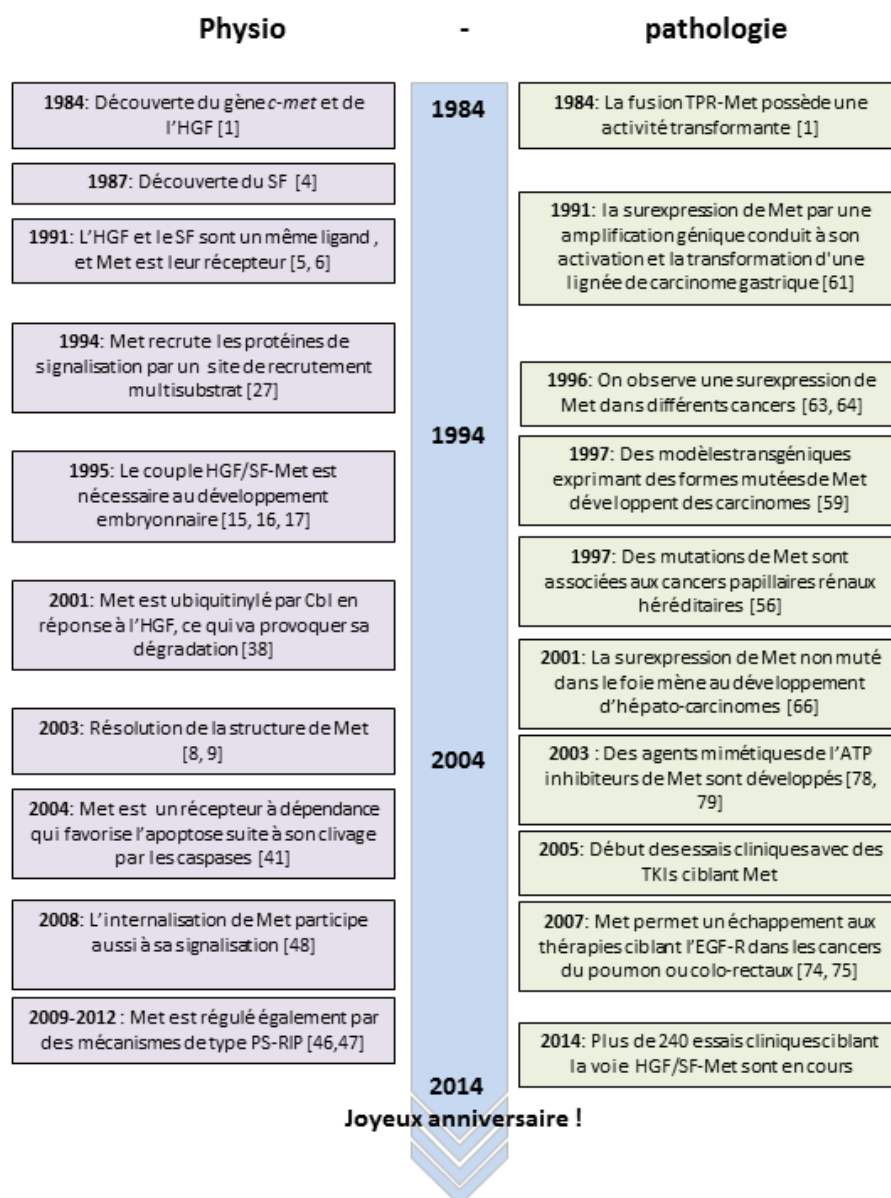 Physio - pathologie
1984: Découverte du gène c-met et de
l'HGF [1]
1987: Découverte du SF [4]
1991: L'HGF et le SF sont un même ligand ,
et Met est leur récepteur [5, 6]
1994: Met recrute les protéines de
signalisation par un site de recrutement
multisubstrat [27]
1995: Le couple HGF/SF-Met est
nécessaire au développement
embryonnaire [15, 16, 17]
2001: Met est ubiquitinylé par Cbl en
réponse à l'HGF, ce qui va provoquer sa
dégradation [38]
2003: Résolution de la structure de Met
[8, 9]
2004: Met est un récepteur à dépendance
qui favorise l'apoptose suite à son clivage
par les caspases [41]
2008: L'internalisation de Met participe
aussi à sa signalisation [48]
2009-2012 : Met est régulé également par
des mécanismes de type PS-RIP [46,47]
1984
1994
2004
2014
Joyeux anniversaire !
1984: La fusion TPR-Met possède une
activité transformante [1]
1991: la surexpression de Met par une
amplification génique conduit à son
activation et la transformation d'une
lignée de carcinome gastrique [61]
1996: On observe une surexpression de
Met dans différents cancers [63, 64]
1997: Des modèles transgéniques
exprimant des formes mutées de Met
développent des carcinomes [59]
1997: Des mutations de Met sont
associées aux cancers papillaires rénaux
héréditaires [56]
2001: La surexpression de Met non muté
dans le foie mène au développement
d'hépato-carcinomes [66]
2003 : Des agents mimétiques de l'ATP
inhibiteurs de Met sont développés [78,
79]
2005: Début des essais cliniques avec des
TKIs ciblant Met
2007: Met permet un échappement aux
thérapies ciblant l'EGF-R dans les cancers
du poumon ou colo-rectaux [74, 75]
2014: Plus de 240 essais cliniques ciblant
la voie HGF/SF-Met sont en cours